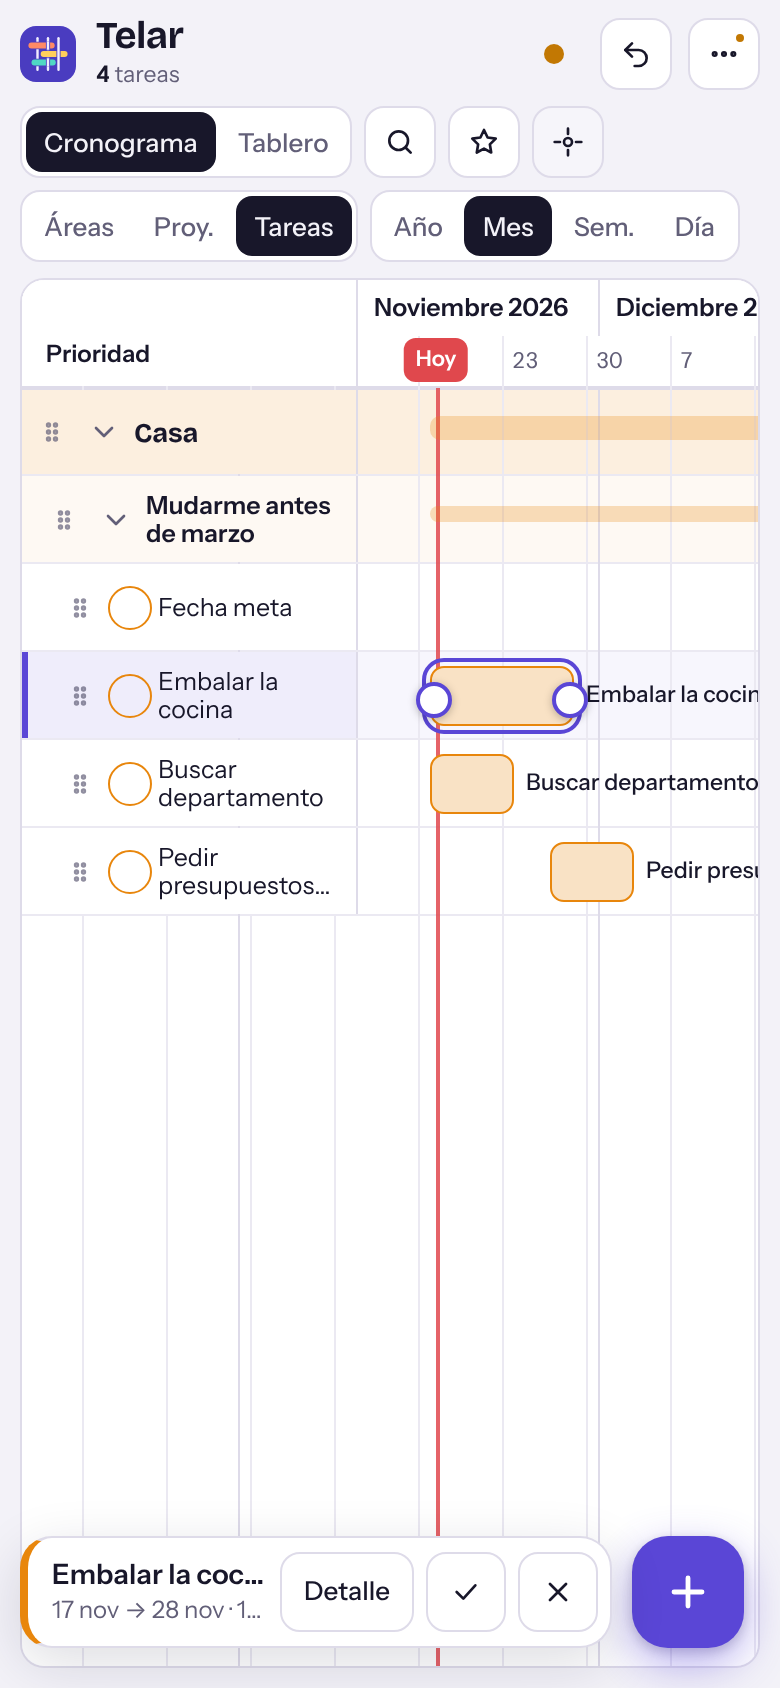 Telar
4 tareas
Cronograma
Tablero
Áreas
Proy.
Tareas
Año
Mes
Sem.
Día
Prioridad
Noviembre 2026
Diciembre 2
Hoy
23
30
7
Casa
Mudarme antes
de marzo
Fecha meta
Embalar la
cocina
Embalar la cocin
Buscar
departamento
Buscar departamento
Pedir
presupuestos...
Pedir presu
Embalar la coc...
17 nov → 28 nov · 1...
Detalle